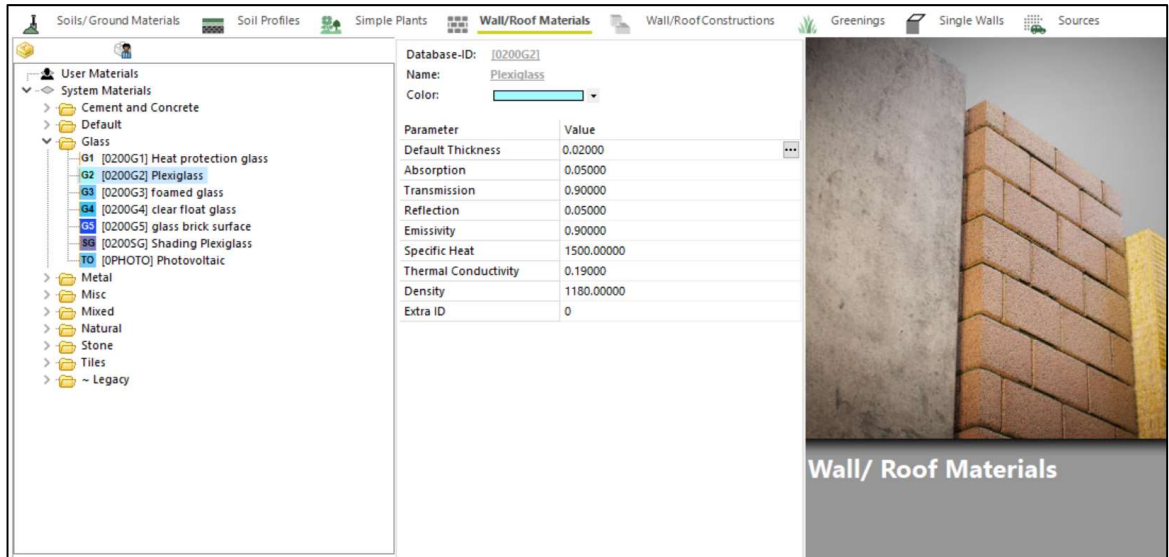 Soils/ Ground Materials Soil Profiles Simple Plants Wall/Roof Materials Wall/Roof Constructions Greenings Single Walls Sources
User Materials
System Materials
Cement and Concrete
Default
Glass
G1 [0200G1] Heat protection glass
G2 [0200G2] Plexiglass
G3 [0200G3] foamed glass
G4 [0200G4] clear float glass
G5 [0200G5] glass brick surface
SG [0200SG] Shading Plexiglass
TO [0PHOTO] Photovoltaic
Metal
Misc
Mixed
Natural
Stone
Tiles
~ Legacy
Database-ID: [0200G2]
Name: Plexiglass
Color:
Parameter Value
Default Thickness 0.02000 ...
Absorption 0.05000
Transmission 0.90000
Reflection 0.05000
Emissivity 0.90000
Specific Heat 1500.00000
Thermal Conductivity 0.19000
Density 1180.00000
Extra ID 0
Wall/ Roof Materials